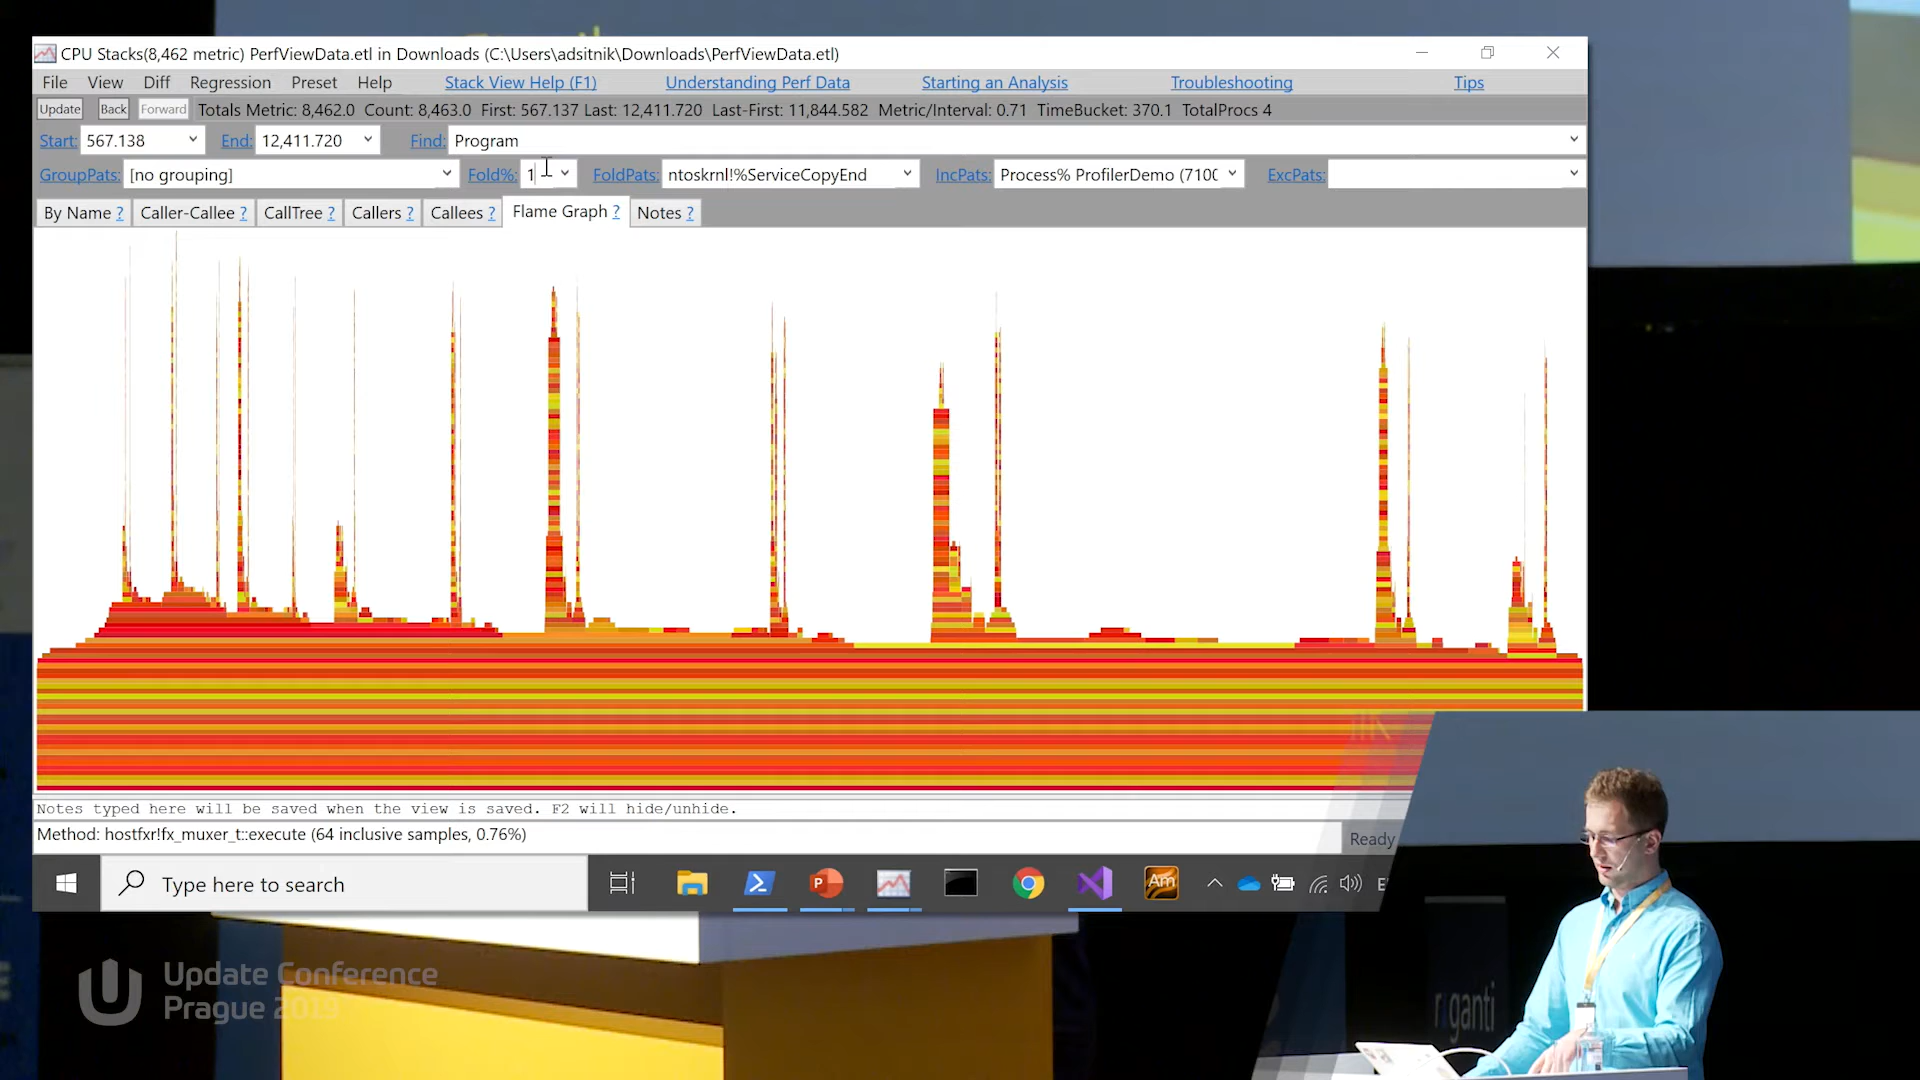 CPU Stacks(8,462 metric) PerfViewData.etl in Downloads (C:\Users\adsitnik\Downloads\PerfViewData.etl)
File View Diff Regression Preset Help Stack View Help (F1) Understanding Perf Data Starting an Analysis Troubleshooting Tips
Update Back Forward Totals Metric: 8,462.0 Count: 8,463.0 First: 567.137 Last: 12,411.720 Last-First: 11,844.582 Metric/Interval: 0.71 TimeBucket: 370.1 TotalProcs 4
Start: 567.138 End: 12,411.720 Find: Program
GroupPats: [no grouping] Fold%: 1 FoldPats: ntoskrnl!%ServiceCopyEnd IncPats: Process% ProfilerDemo (710 ExcPats:
By Name ? Caller-Callee ? CallTree ? Callers ? Callees ? Flame Graph ? Notes ?
Notes typed here will be saved when the view is saved. F2 will hide/unhide.
Method: hostfxr!fx_muxer_t::execute (64 inclusive samples, 0.76%)
Ready
Type here to search
P
Am
Update Conference
Prague 2019
riganti